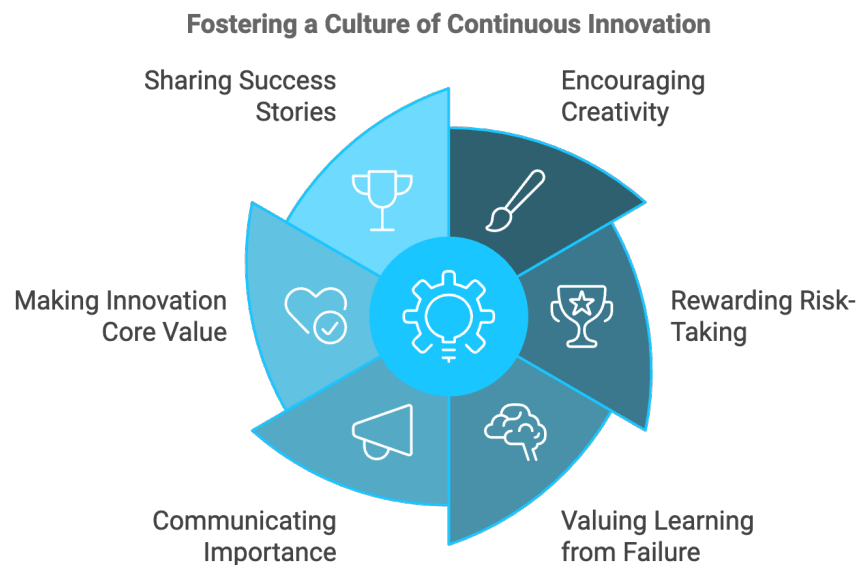 Fostering a Culture of Continuous Innovation
Sharing Success
Stories
Encouraging
Creativity
Making Innovation
Core Value
Rewarding Risk-
Taking
Communicating
Importance
Valuing Learning
from Failure